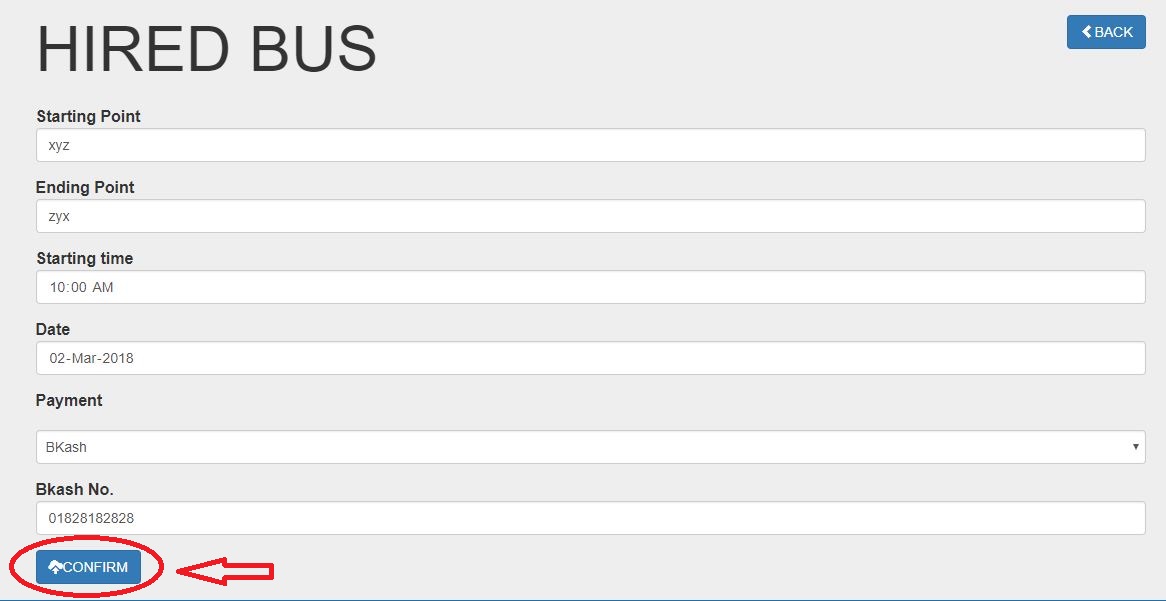 HIRED BUS
BACK
Starting Point
xyz
Ending Point
zyx
Starting time
10:00 AM
Date
02-Mar-2018
Payment
BKash
Bkash No.
01828182828
CONFIRM